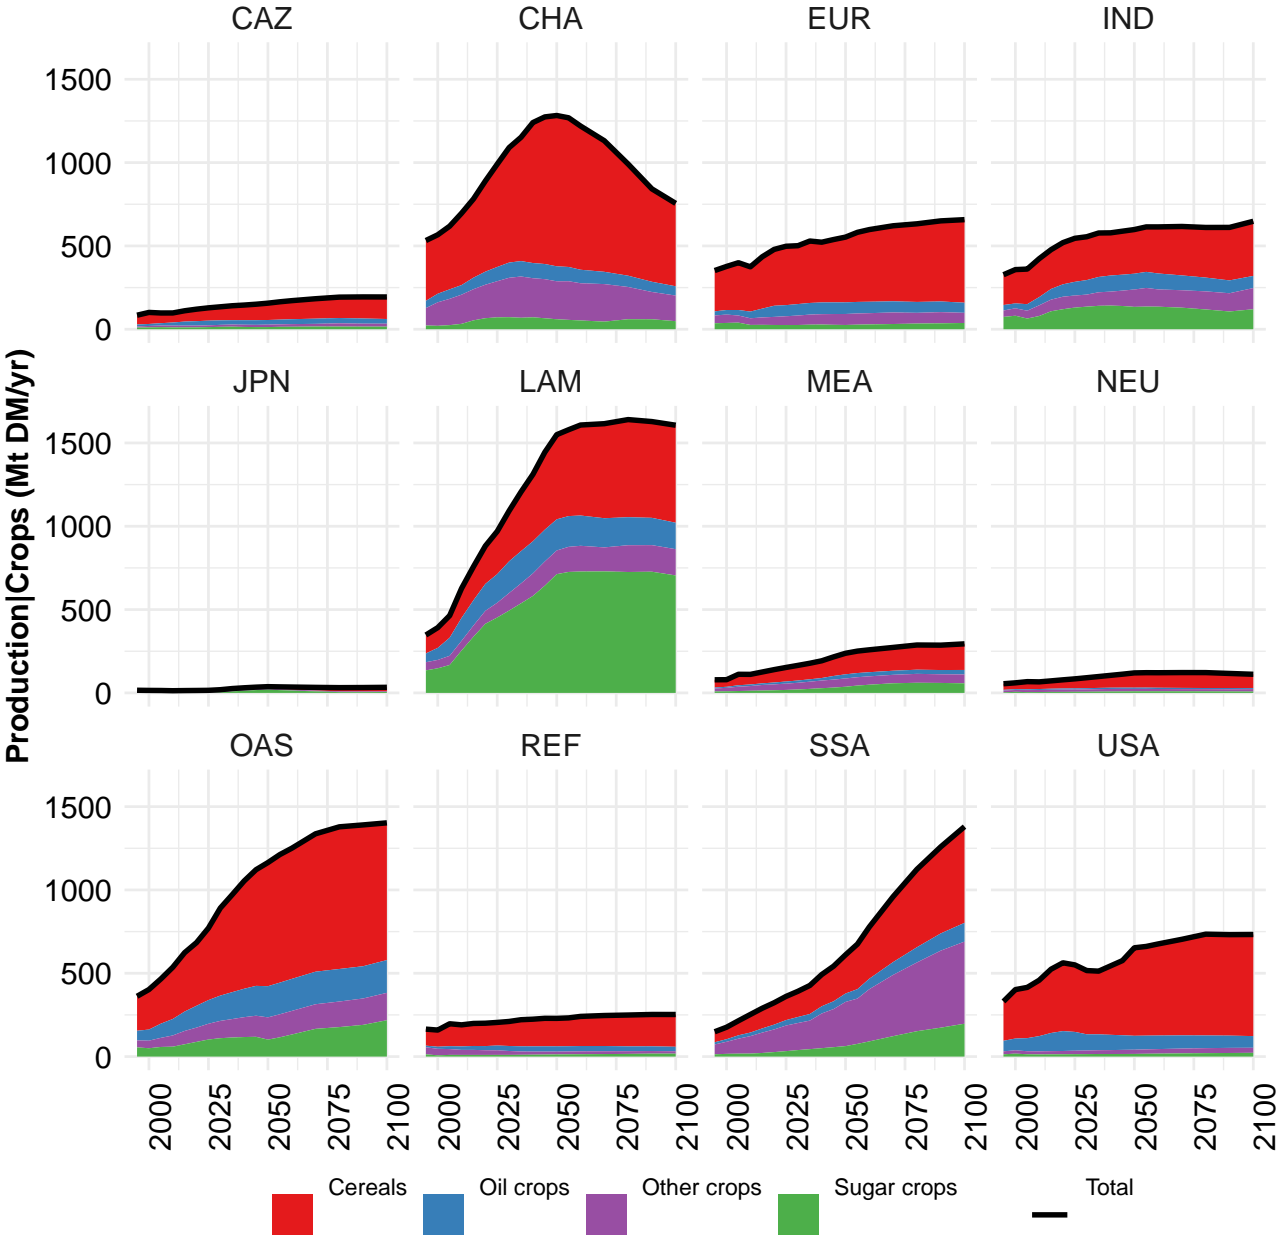 CAZ CHA EUR IND
1500
1000
500
0
JPN LAM MEA NEU
1500
1000
500
0
Production|Crops (Mt DM/yr)
OAS REF SSA USA
1500
1000
500
0
2000 2025 2050 2075 2100 2000 2025 2050 2075 2100 2000 2025 2050 2075 2100 2000 2025 2050 2075 2100
Cereals Oil crops Other crops Sugar crops Total